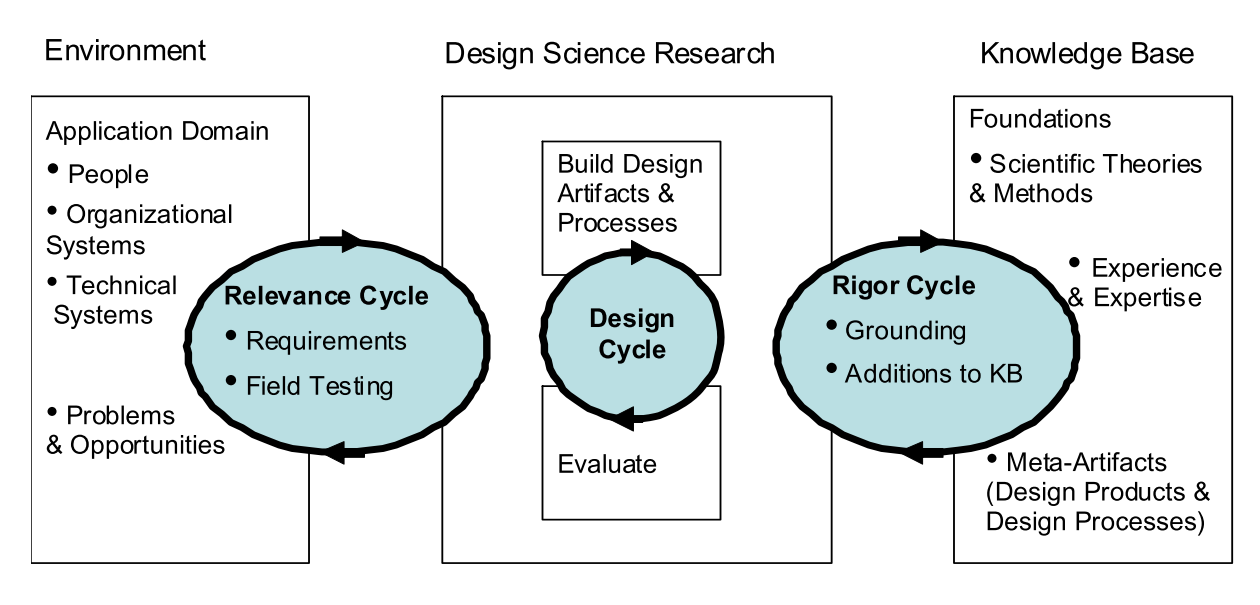 Environment
Design Science Research
Knowledge Base
Application Domain
• People
• Organizational
Systems
• Technical
Systems
• Problems
& Opportunities
Relevance Cycle
• Requirements
• Field Testing
Build Design
Artifacts &
Processes
Design
Cycle
Evaluate
Rigor Cycle
• Grounding
• Additions to KB
Foundations
• Scientific Theories
& Methods
• Experience
& Expertise
• Meta-Artifacts
(Design Products &
Design Processes)